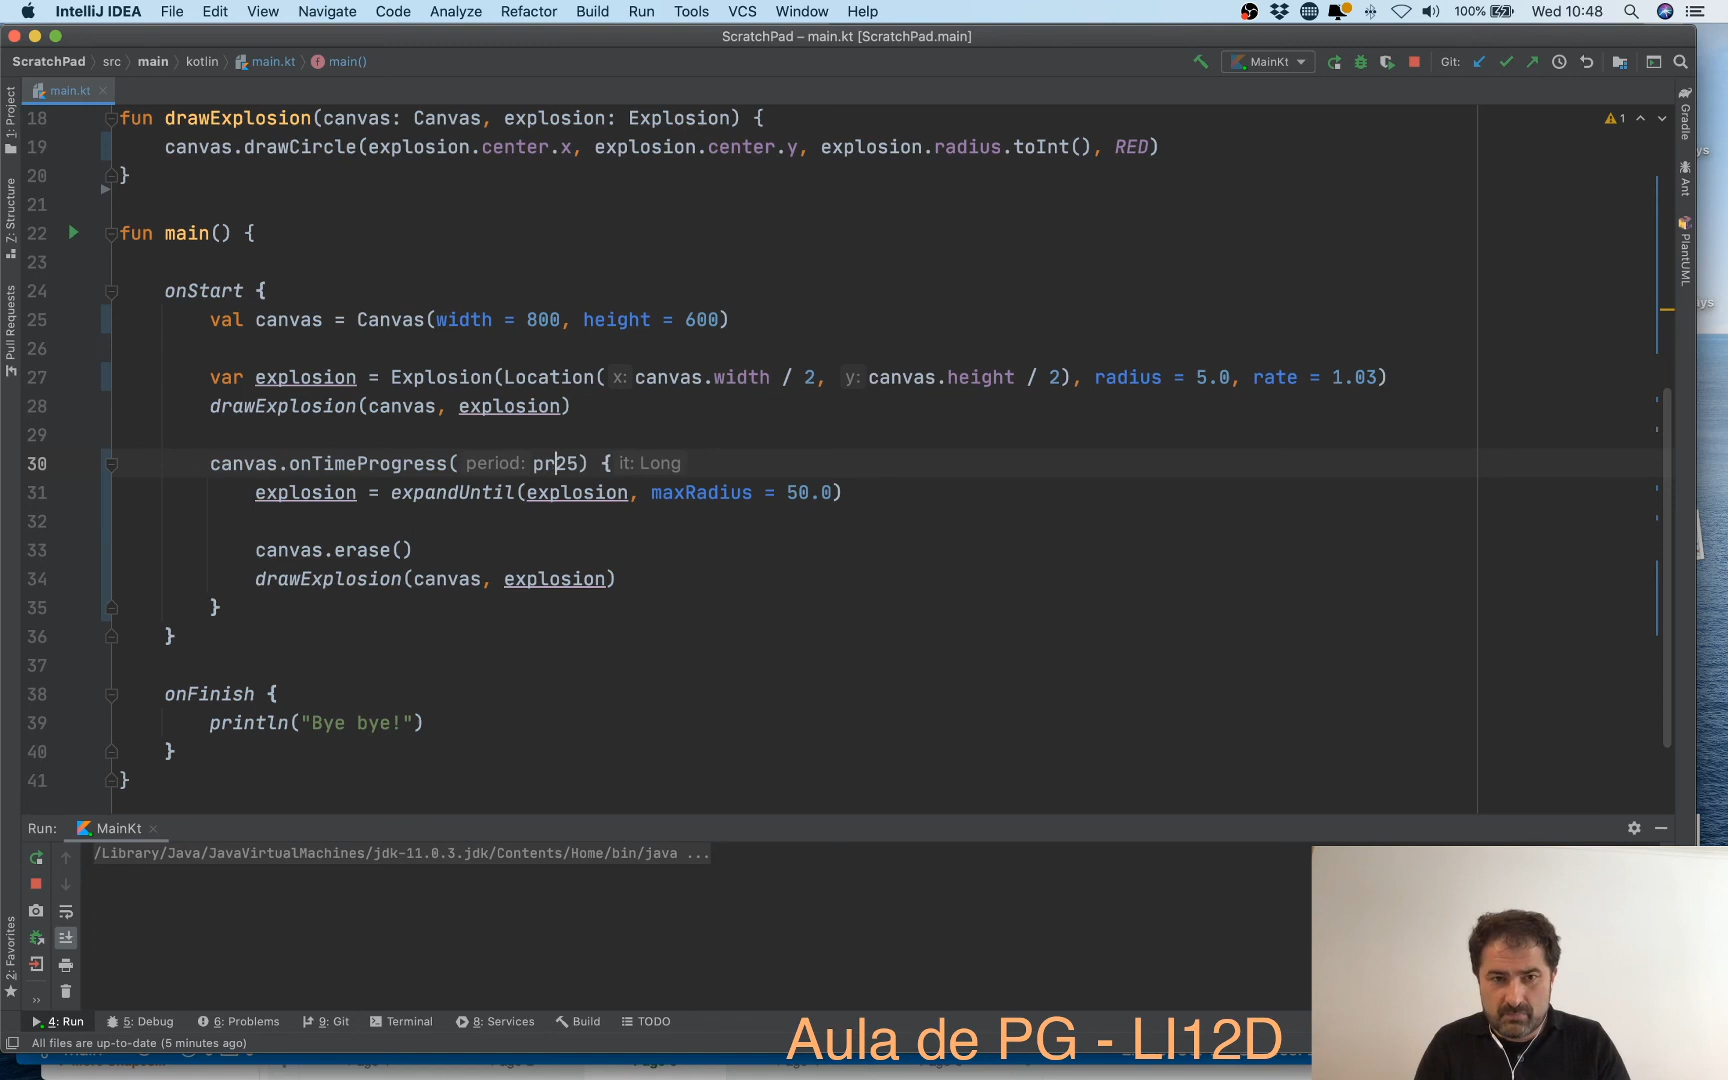 IntelliJ IDEA File Edit View Navigate Code Analyze Refactor Build Run Tools VCS Window Help 100% Wed 10:48
ScratchPad – main.kt [ScratchPad.main]
ScratchPad src main kotlin main.kt main() MainKt Git:
main.kt
1: Project
Z: Structure
Pull Requests
2: Favorites
Gradle
Ant
PlantUML
1
18 fun drawExplosion(canvas: Canvas, explosion: Explosion) {
19 canvas.drawCircle(explosion.center.x, explosion.center.y, explosion.radius.toInt(), RED)
20 }
21
22 fun main() {
23
24 onStart {
25 val canvas = Canvas(width = 800, height = 600)
26
27 var explosion = Explosion(Location( x: canvas.width / 2, y: canvas.height / 2), radius = 5.0, rate = 1.03)
28 drawExplosion(canvas, explosion)
29
30 canvas.onTimeProgress( period: pr25) { it: Long
31 explosion = expandUntil(explosion, maxRadius = 50.0)
32
33 canvas.erase()
34 drawExplosion(canvas, explosion)
35 }
36 }
37
38 onFinish {
39 println("Bye bye!")
40 }
41 }
Run: MainKt
/Library/Java/JavaVirtualMachines/jdk-11.0.3.jdk/Contents/Home/bin/java ...
4: Run 5: Debug 6: Problems 9: Git Terminal 8: Services Build TODO
All files are up-to-date (5 minutes ago)
Aula de PG - LI12D